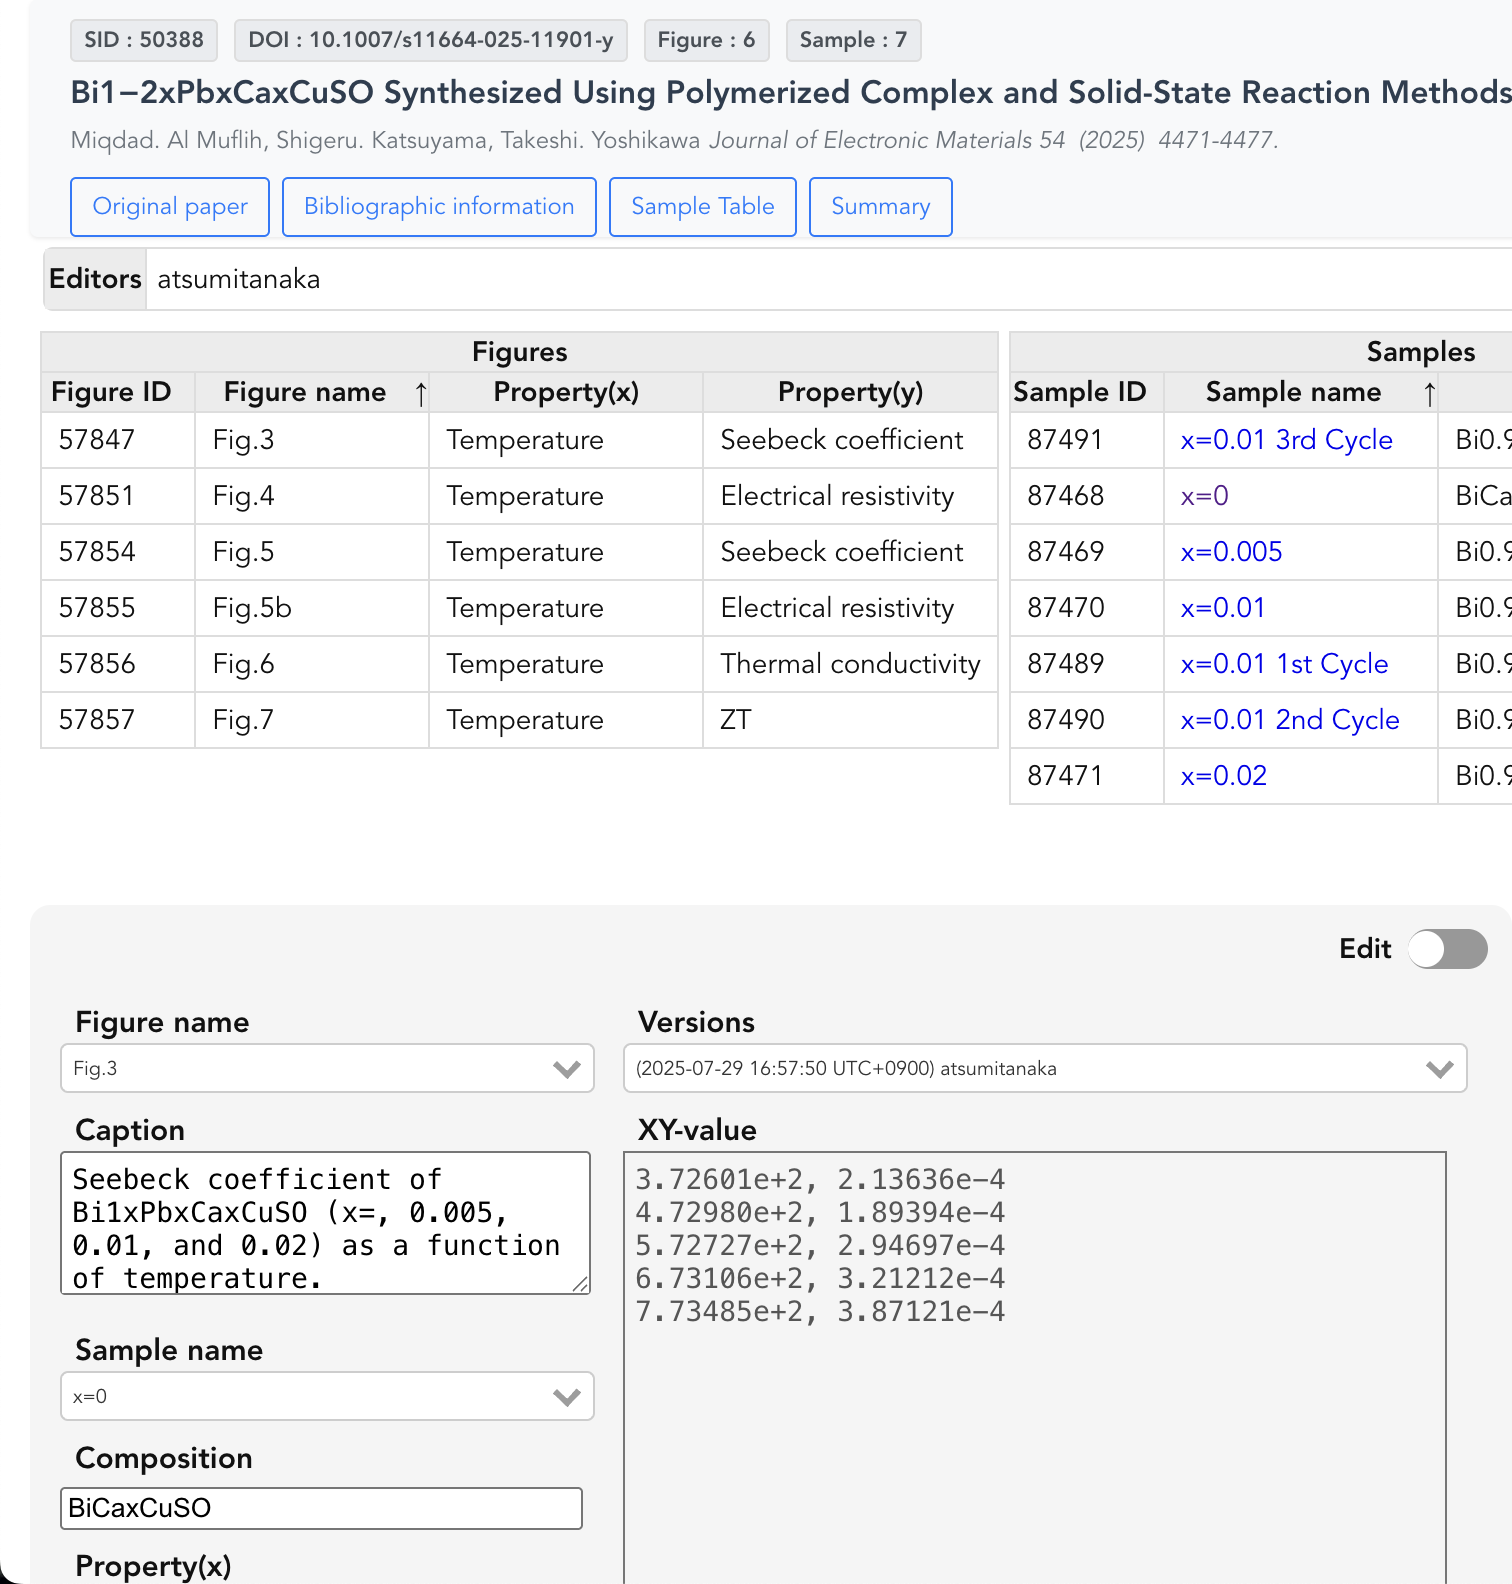 SID : 50388 DOI : 10.1007/s11664-025-11901-y Figure : 6 Sample : 7
Bi1−2xPbxCaxCuSO Synthesized Using Polymerized Complex and Solid-State Reaction Methods
Miqdad. Al Muflih, Shigeru. Katsuyama, Takeshi. Yoshikawa Journal of Electronic Materials 54 (2025) 4471-4477.
Original paper Bibliographic information Sample Table Summary
Editors atsumitanaka
Figures
Figure ID Figure name ↑ Property(x) Property(y)
57847 Fig.3 Temperature Seebeck coefficient
57851 Fig.4 Temperature Electrical resistivity
57854 Fig.5 Temperature Seebeck coefficient
57855 Fig.5b Temperature Electrical resistivity
57856 Fig.6 Temperature Thermal conductivity
57857 Fig.7 Temperature ZT
Samples
Sample ID Sample name ↑
87491 x=0.01 3rd Cycle Bi0.9
87468 x=0 BiCa
87469 x=0.005 Bi0.9
87470 x=0.01 Bi0.9
87489 x=0.01 1st Cycle Bi0.9
87490 x=0.01 2nd Cycle Bi0.9
87471 x=0.02 Bi0.9
Edit
Figure name
Fig.3
Caption
Seebeck coefficient of
Bi1xPbxCaxCuSO (x=, 0.005,
0.01, and 0.02) as a function
of temperature.
Sample name
x=0
Composition
BiCaxCuSO
Property(x)
Versions
(2025-07-29 16:57:50 UTC+0900) atsumitanaka
XY-value
3.72601e+2, 2.13636e-4
4.72980e+2, 1.89394e-4
5.72727e+2, 2.94697e-4
6.73106e+2, 3.21212e-4
7.73485e+2, 3.87121e-4